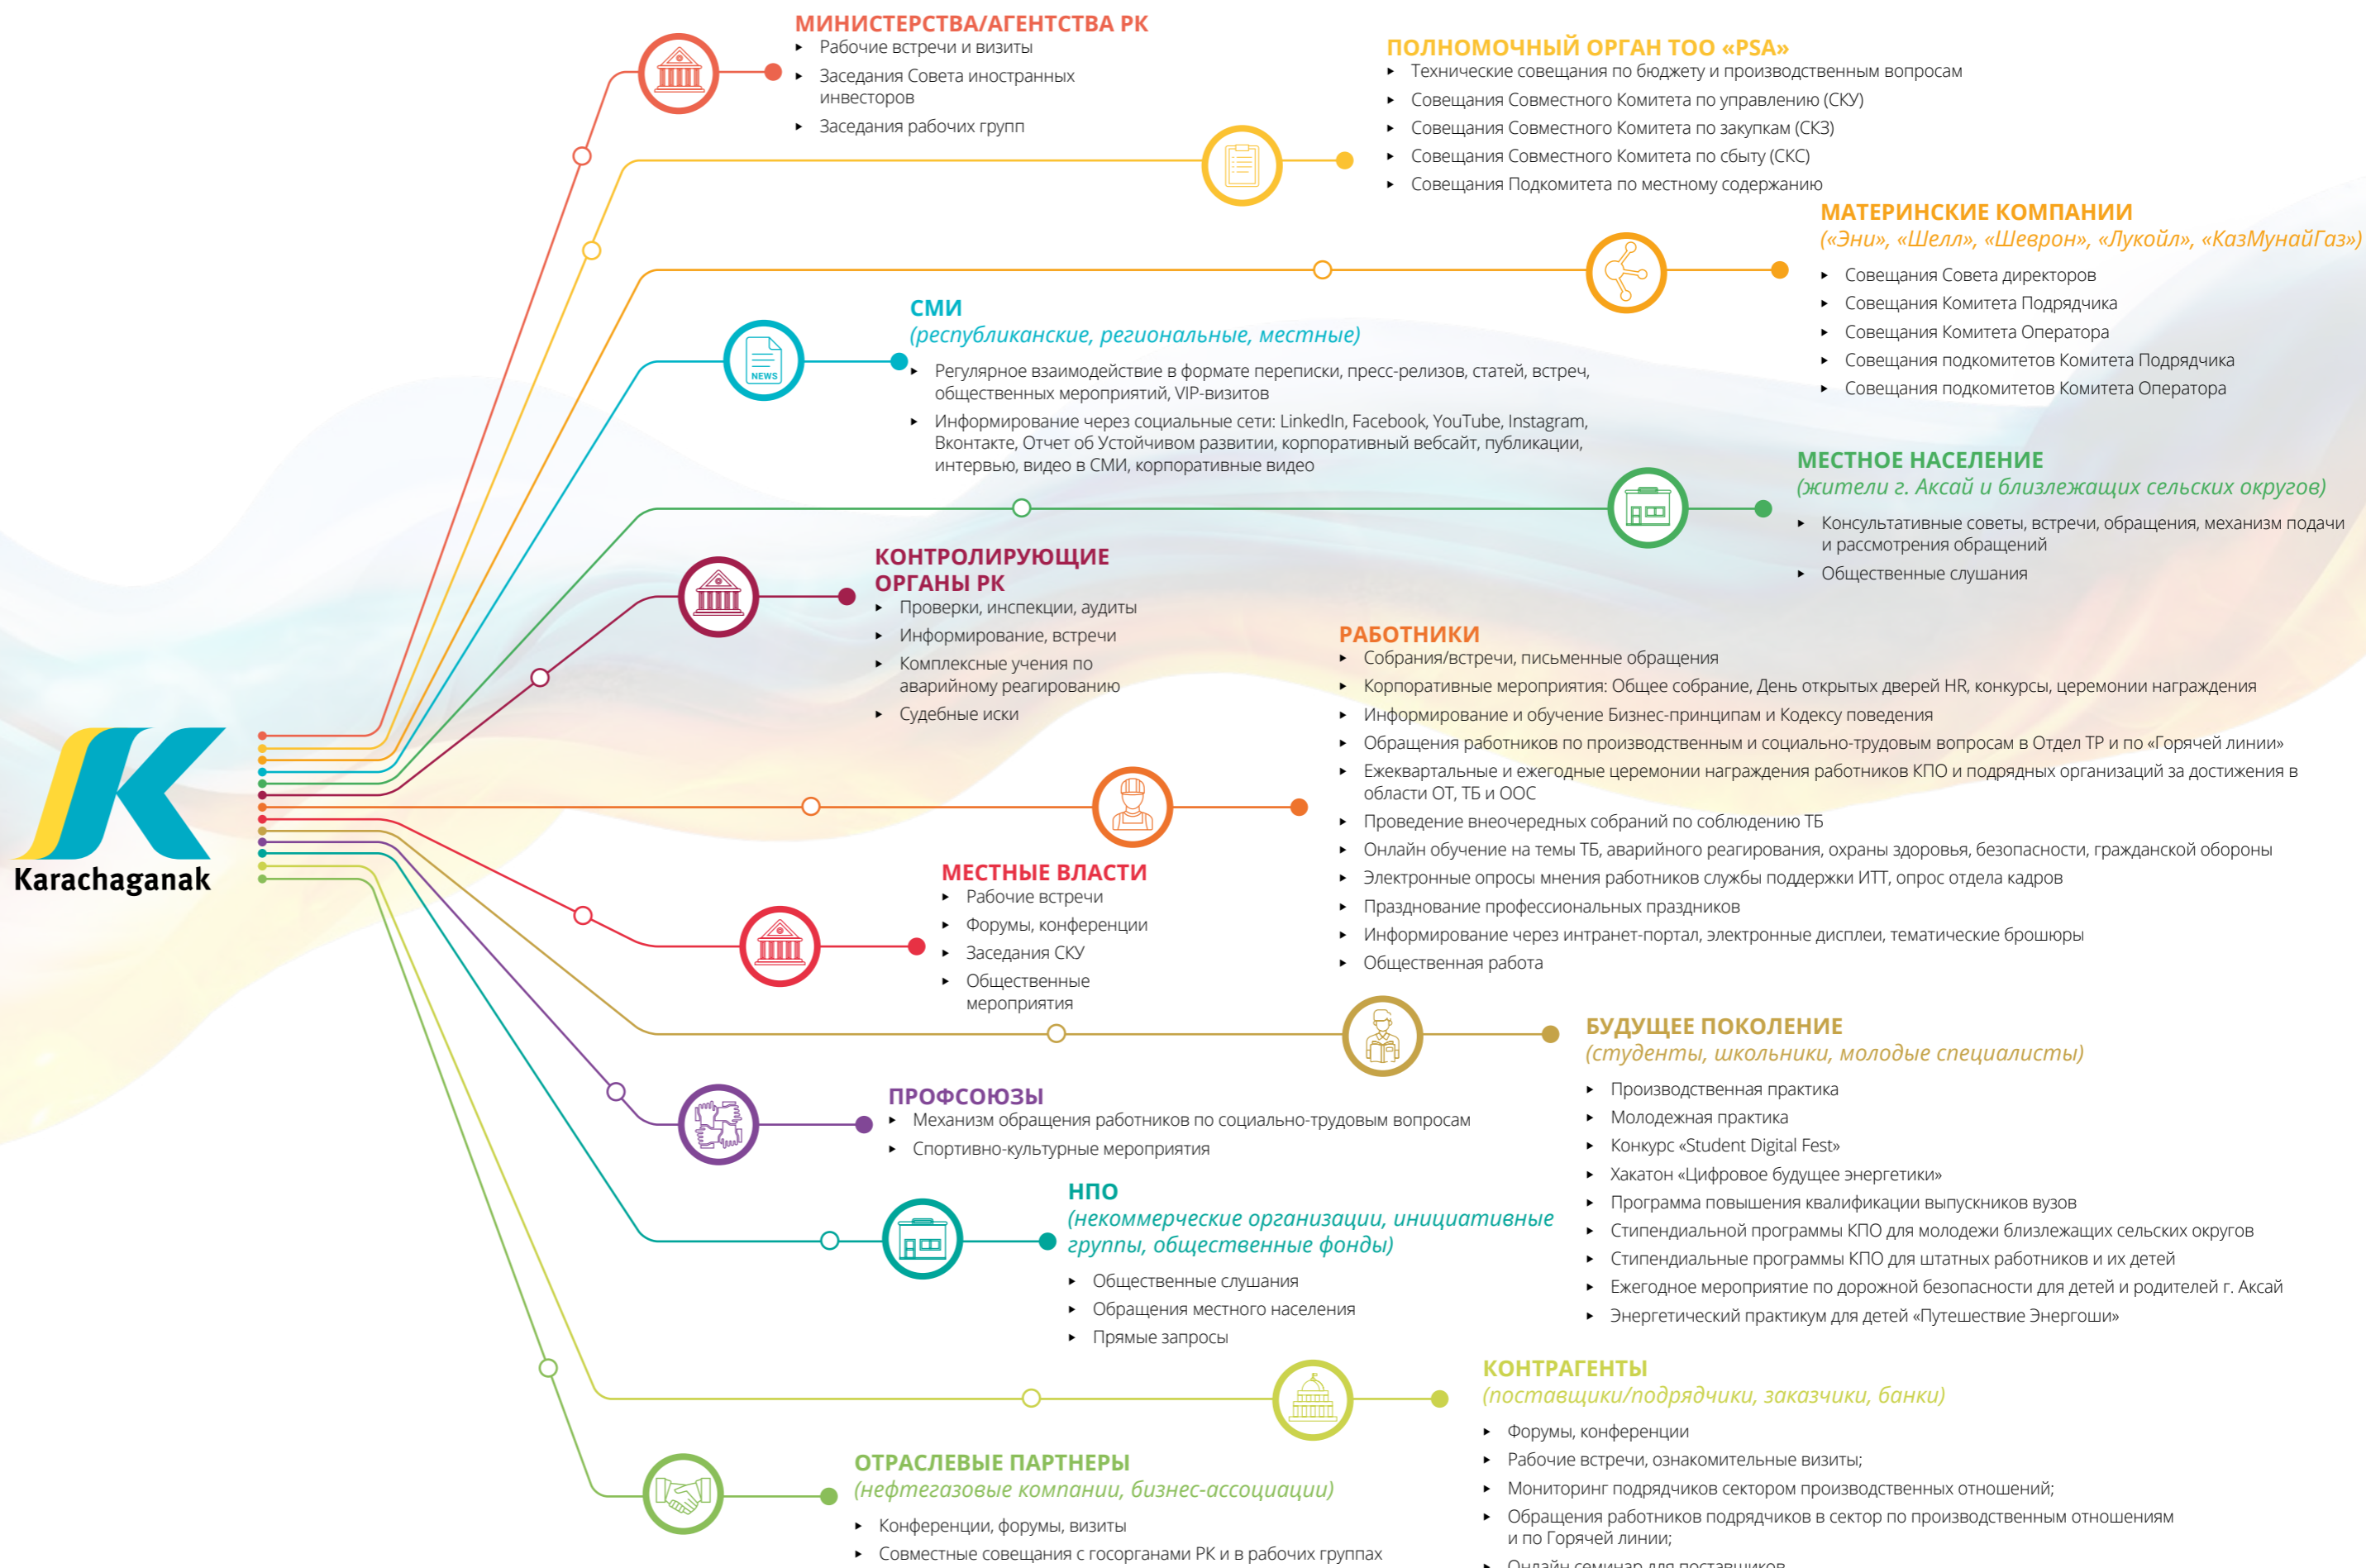 МИНИСТЕРСТВА/АГЕНТСТВА РК
Рабочие встречи и визиты
Заседания Совета иностранных
инвесторов
Заседания рабочих групп
ПОЛНОМОЧНЫЙ ОРГАН ТОО «PSA»
Технические совещания по бюджету и производственным вопросам
Совещания Совместного Комитета по управлению (СКУ)
Совещания Совместного Комитета по закупкам (СКЗ)
Совещания Совместного Комитета по сбыту (СКС)
Совещания Подкомитета по местному содержанию
МАТЕРИНСКИЕ КОМПАНИИ
(«Эни», «Шелл», «Шеврон», «Лукойл», «КазМунайГаз»)
Совещания Совета директоров
Совещания Комитета Подрядчика
Совещания Комитета Оператора
Совещания подкомитетов Комитета Подрядчика
Совещания подкомитетов Комитета Оператора
NEWS
СМИ
(республиканские, региональные, местные)
Регулярное взаимодействие в формате переписки, пресс-релизов, статей, встреч,
общественных мероприятий, VIP-визитов
Информирование через социальные сети: LinkedIn, Facebook, YouTube, Instagram,
Вконтакте, Отчет об Устойчивом развитии, корпоративный вебсайт, публикации,
интервью, видео в СМИ, корпоративные видео
МЕСТНОЕ НАСЕЛЕНИЕ
(жители г. Аксай и близлежащих сельских округов)
Консультативные советы, встречи, обращения, механизм подачи
и рассмотрения обращений
Общественные слушания
КОНТРОЛИРУЮЩИЕ
ОРГАНЫ РК
Проверки, инспекции, аудиты
Информирование, встречи
Комплексные учения по
аварийному реагированию
Судебные иски
РАБОТНИКИ
Собрания/встречи, письменные обращения
Корпоративные мероприятия: Общее собрание, День открытых дверей HR, конкурсы, церемонии награждения
Информирование и обучение Бизнес-принципам и Кодексу поведения
Обращения работников по производственным и социально-трудовым вопросам в Отдел ТР и по «Горячей линии»
Ежеквартальные и ежегодные церемонии награждения работников КПО и подрядных организаций за достижения в
области ОТ, ТБ и ООС
Проведение внеочередных собраний по соблюдению ТБ
Онлайн обучение на темы ТБ, аварийного реагирования, охраны здоровья, безопасности, гражданской обороны
Электронные опросы мнения работников службы поддержки ИТТ, опрос отдела кадров
Празднование профессиональных праздников
Информирование через интранет-портал, электронные дисплеи, тематические брошюры
Общественная работа
Karachaganak
МЕСТНЫЕ ВЛАСТИ
Рабочие встречи
Форумы, конференции
Заседания СКУ
Общественные
мероприятия
БУДУЩЕЕ ПОКОЛЕНИЕ
(студенты, школьники, молодые специалисты)
Производственная практика
Молодежная практика
Конкурс «Student Digital Fest»
Хакатон «Цифровое будущее энергетики»
Программа повышения квалификации выпускников вузов
Стипендиальной программы КПО для молодежи близлежащих сельских округов
Стипендиальные программы КПО для штатных работников и их детей
Ежегодное мероприятие по дорожной безопасности для детей и родителей г. Аксай
Энергетический практикум для детей «Путешествие Энергоши»
ПРОФСОЮЗЫ
Механизм обращения работников по социально-трудовым вопросам
Спортивно-культурные мероприятия
НПО
(некоммерческие организации, инициативные
группы, общественные фонды)
Общественные слушания
Обращения местного населения
Прямые запросы
КОНТРАГЕНТЫ
(поставщики/подрядчики, заказчики, банки)
Форумы, конференции
Рабочие встречи, ознакомительные визиты;
Мониторинг подрядчиков сектором производственных отношений;
Обращения работников подрядчиков в сектор по производственным отношениям
и по Горячей линии;
Онлайн семинар для поставщиков
ОТРАСЛЕВЫЕ ПАРТНЕРЫ
(нефтегазовые компании, бизнес-ассоциации)
Конференции, форумы, визиты
Совместные совещания с госорганами РК и в рабочих группах